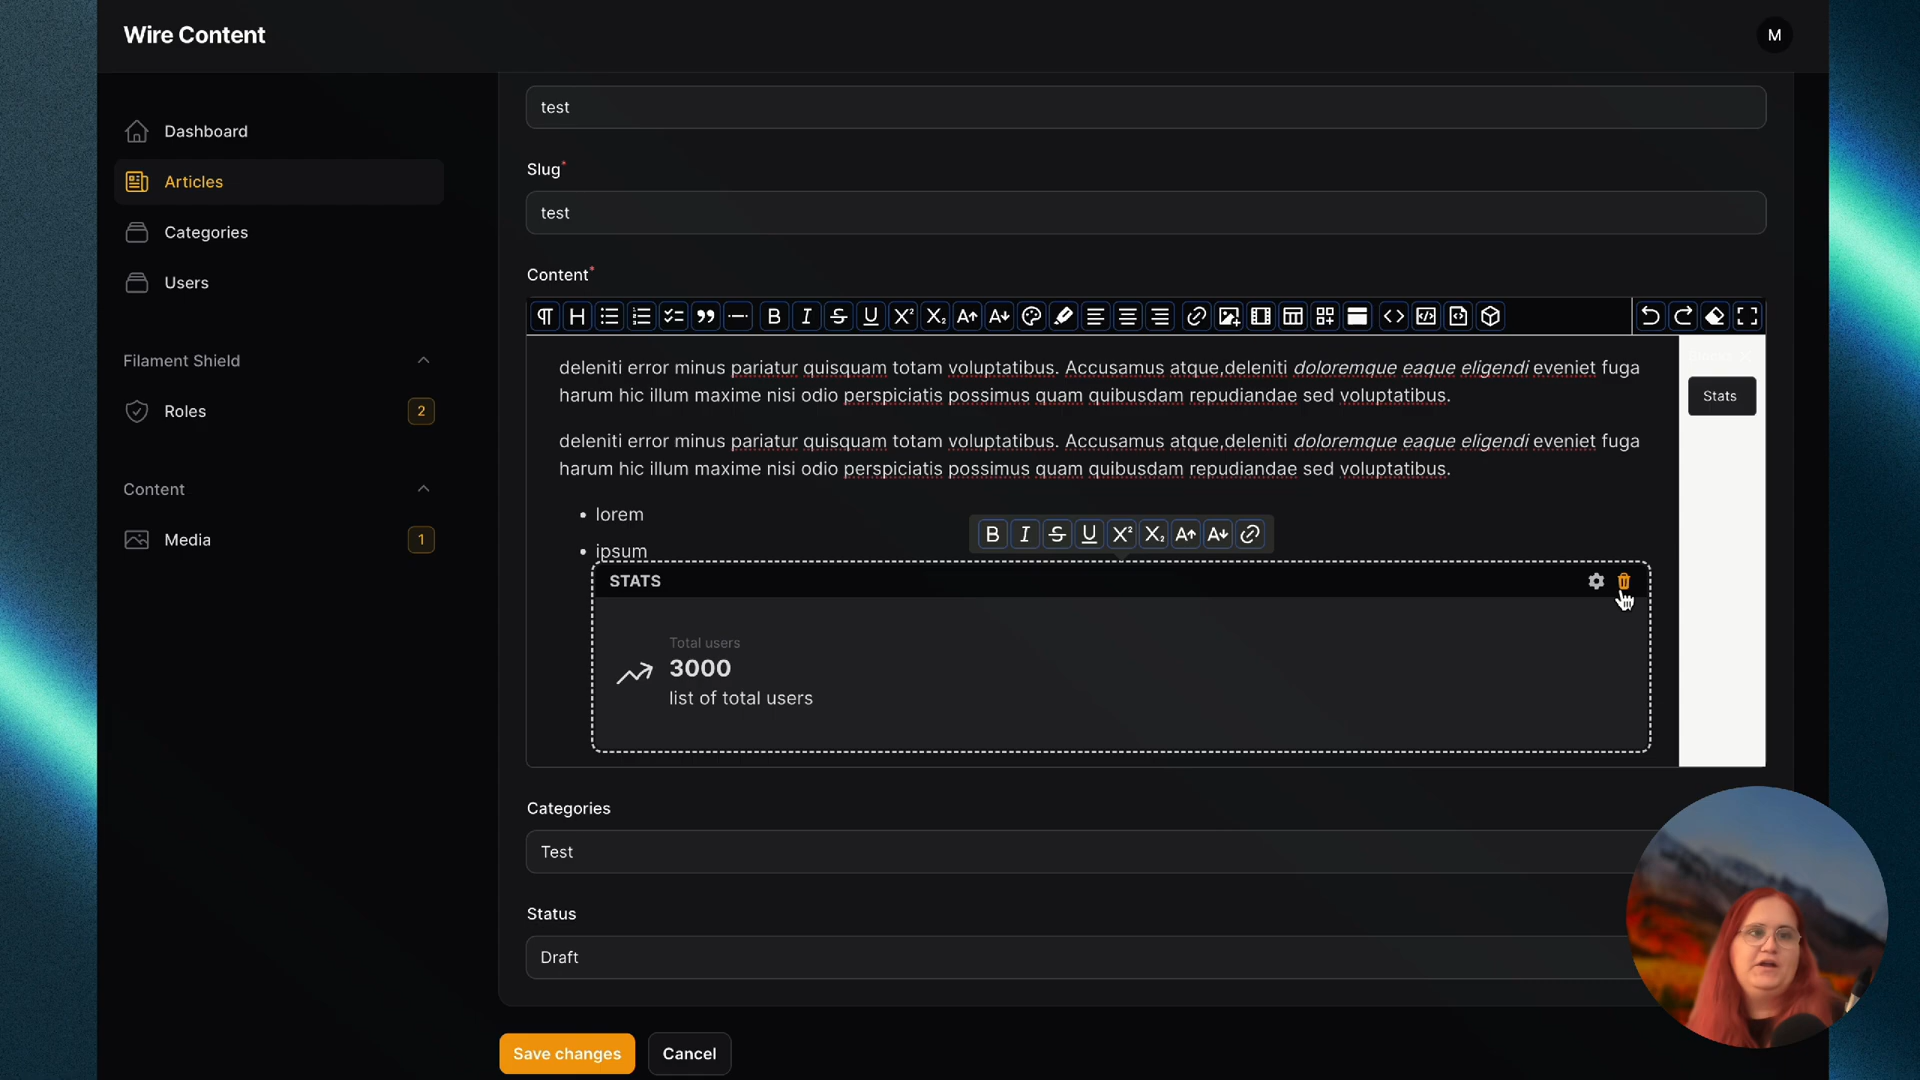 Wire Content
M
Dashboard
Articles
Categories
Users
Filament Shield
Roles
2
Content
Media
1
test
Slug*
test
Content*
deleniti error minus pariatur quisquam totam voluptatibus. Accusamus atque,deleniti doloremque eaque eligendi eveniet fuga
harum hic illum maxime nisi odio perspiciatis possimus quam quibusdam repudiandae sed voluptatibus.
deleniti error minus pariatur quisquam totam voluptatibus. Accusamus atque,deleniti doloremque eaque eligendi eveniet fuga
harum hic illum maxime nisi odio perspiciatis possimus quam quibusdam repudiandae sed voluptatibus.
• lorem
• ipsum
STATS
Total users
3000
list of total users
Stats
Categories
Test
Status
Draft
Save changes
Cancel